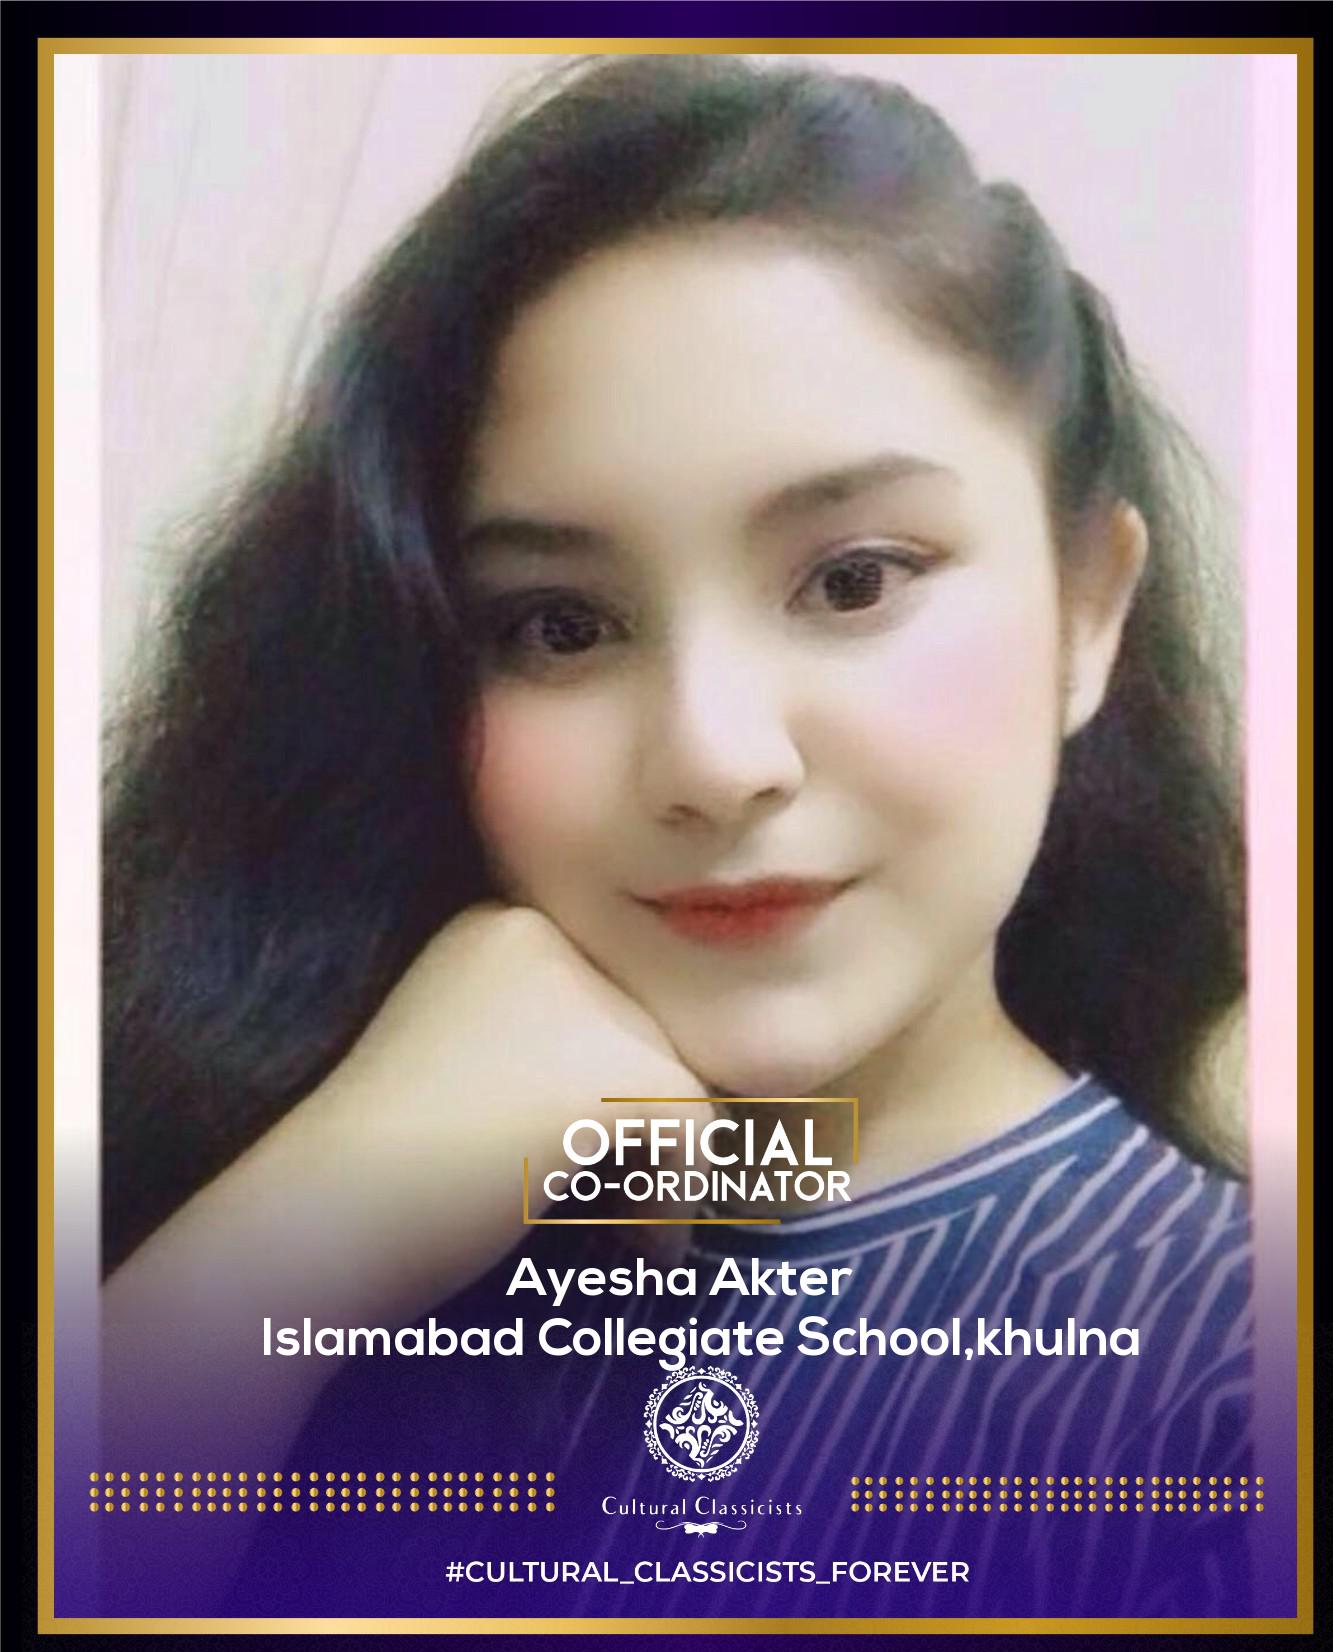 OFFICIAL
CO-ORDINATOR
Ayesha Akter
Islamabad Collegiate School,khulna
Cultural Classicists
#CULTURAL_CLASSICISTS_FOREVER